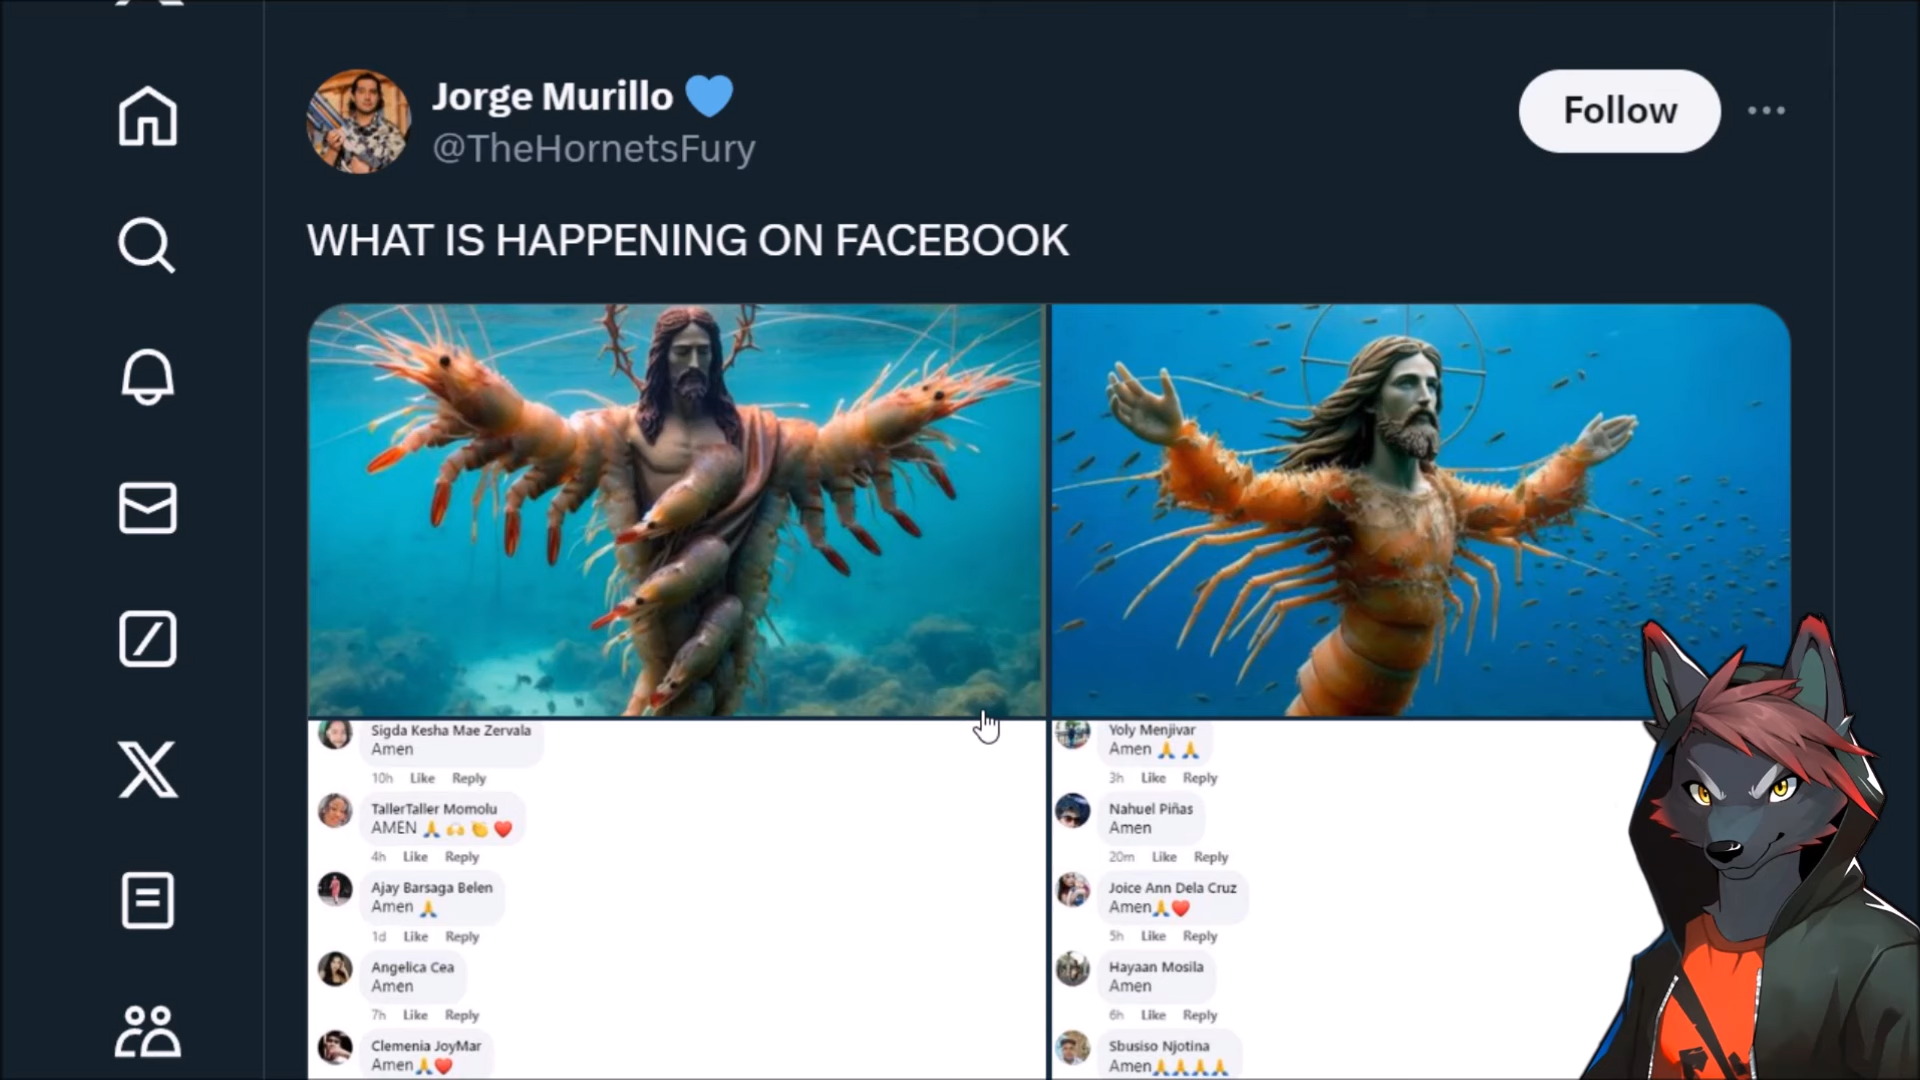 Jorge Murillo 💙
@TheHornetsFury
Follow
WHAT IS HAPPENING ON FACEBOOK
Sigda Kesha Mae Zervala
Amen
10h Like Reply
TallerTaller Momolu
AMEN 🙏 🙌 👏 ❤️
4h Like Reply
Ajay Barsaga Belen
Amen 🙏
1d Like Reply
Angelica Cea
Amen
7h Like Reply
Clemenia JoyMar
Amen🙏❤️
Yoly Menjivar
Amen 🙏 🙏
3h Like Reply
Nahuel Piñas
Amen
20m Like Reply
Joice Ann Dela Cruz
Amen🙏❤️
5h Like Reply
Hayaan Mosila
Amen
6h Like Reply
Sbusiso Njotina
Amen🙏🙏🙏🙏